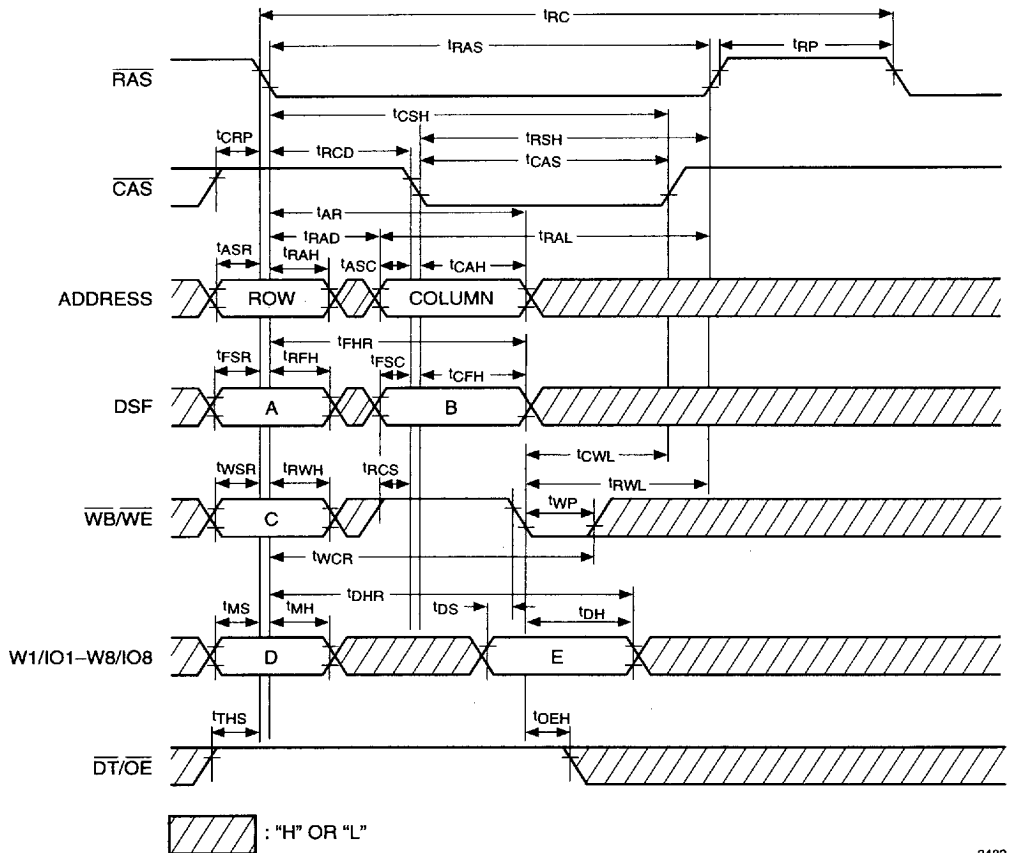 tRC
tRAS
tRP
RAS
tCSH
tCRP
tRSH
tRCD
tCAS
CAS
tAR
tRAD
tRAL
tASR
tRAH
tASC
tCAH
ADDRESS
ROW
COLUMN
tFHR
tFSR
tRFH
tFSC
tCFH
DSF
A
B
tCWL
tWSR
tRWH
tRCS
tRWL
tWP
WB/WE
C
tWCR
tDHR
tMS
tMH
tDS
tDH
W1/IO1–W8/IO8
D
E
tTHS
tOEH
DT/OE
: "H" OR "L"